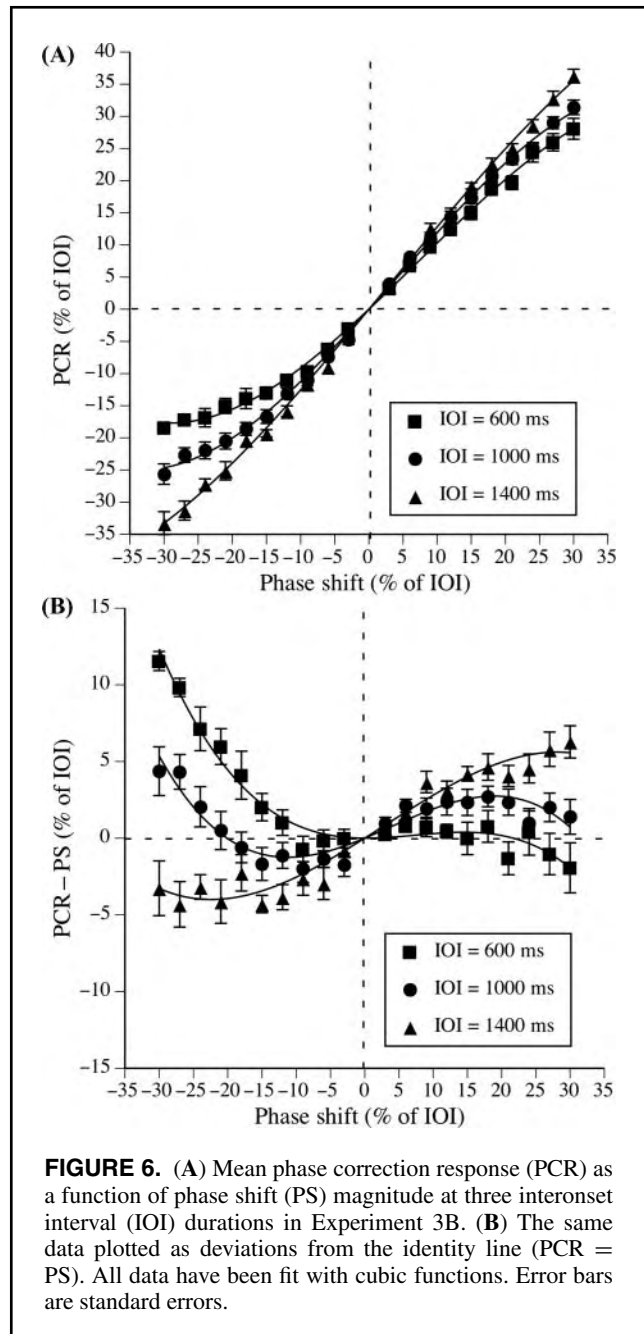 (A)
40
35
30
25
20
15
10
5
0
-5
-10
-15
-20
-25
-30
-35
PCR (% of IOI)
IOI = 600 ms
IOI = 1000 ms
IOI = 1400 ms
-35 -30 -25 -20 -15 -10 -5 0 5 10 15 20 25 30 35
Phase shift (% of IOI)
(B)
15
10
5
0
-5
-10
-15
PCR – PS (% of IOI)
IOI = 600 ms
IOI = 1000 ms
IOI = 1400 ms
-35 -30 -25 -20 -15 -10 -5 0 5 10 15 20 25 30 35
Phase shift (% of IOI)
FIGURE 6. (A) Mean phase correction response (PCR) as
a function of phase shift (PS) magnitude at three interonset
interval (IOI) durations in Experiment 3B. (B) The same
data plotted as deviations from the identity line (PCR =
PS). All data have been fit with cubic functions. Error bars
are standard errors.